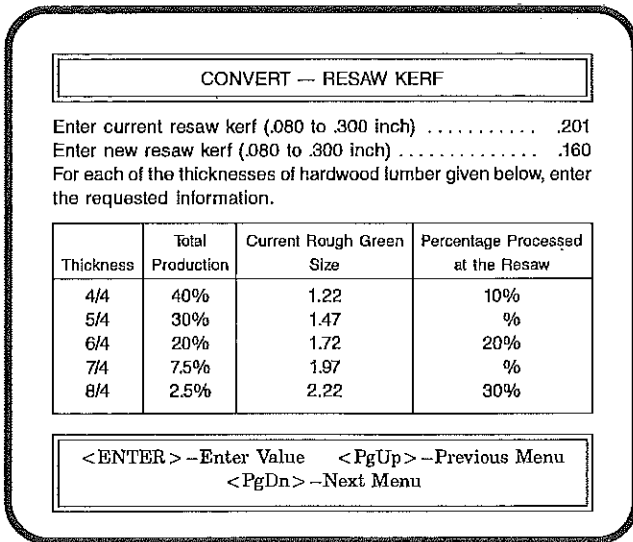 CONVERT — RESAW KERF
Enter current resaw kerf (.080 to .300 inch) ........... .201
Enter new resaw kerf (.080 to .300 inch) .............. .160
For each of the thicknesses of hardwood lumber given below, enter
the requested information.
Thickness Total Production Current Rough Green Size Percentage Processed at the Resaw
4/4 40% 1.22 10%
5/4 30% 1.47 %
6/4 20% 1.72 20%
7/4 7.5% 1.97 %
8/4 2.5% 2.22 30%
<ENTER> –Enter Value <PgUp> –Previous Menu
<PgDn> –Next Menu